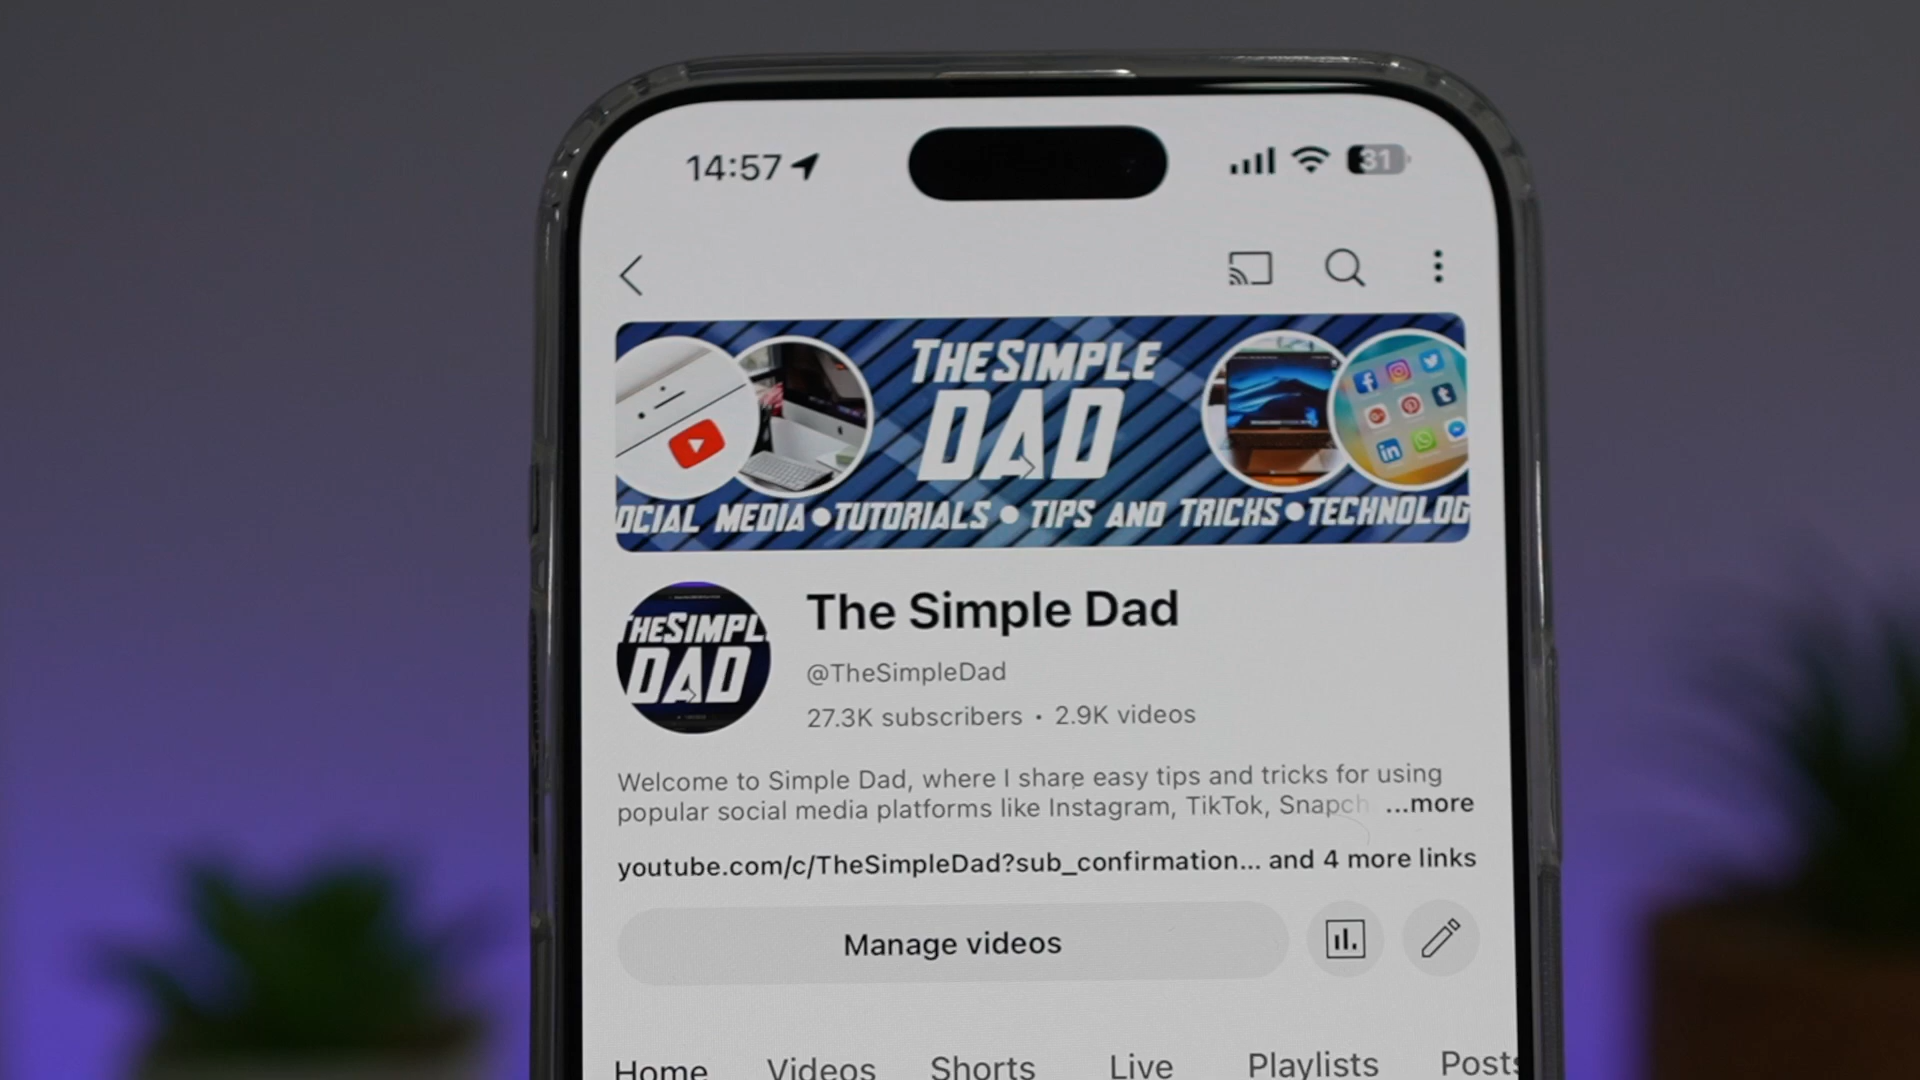 14:57
31
THESIMPLE
DAD
OCIAL MEDIA ● TUTORIALS ● TIPS AND TRICKS ● TECHNOLOG
HESIMPL
DAD
The Simple Dad
@TheSimpleDad
27.3K subscribers • 2.9K videos
Welcome to Simple Dad, where I share easy tips and tricks for using
popular social media platforms like Instagram, TikTok, Snapch ...more
youtube.com/c/TheSimpleDad?sub_confirmation... and 4 more links
Manage videos
Home Videos Shorts Live Playlists Posts